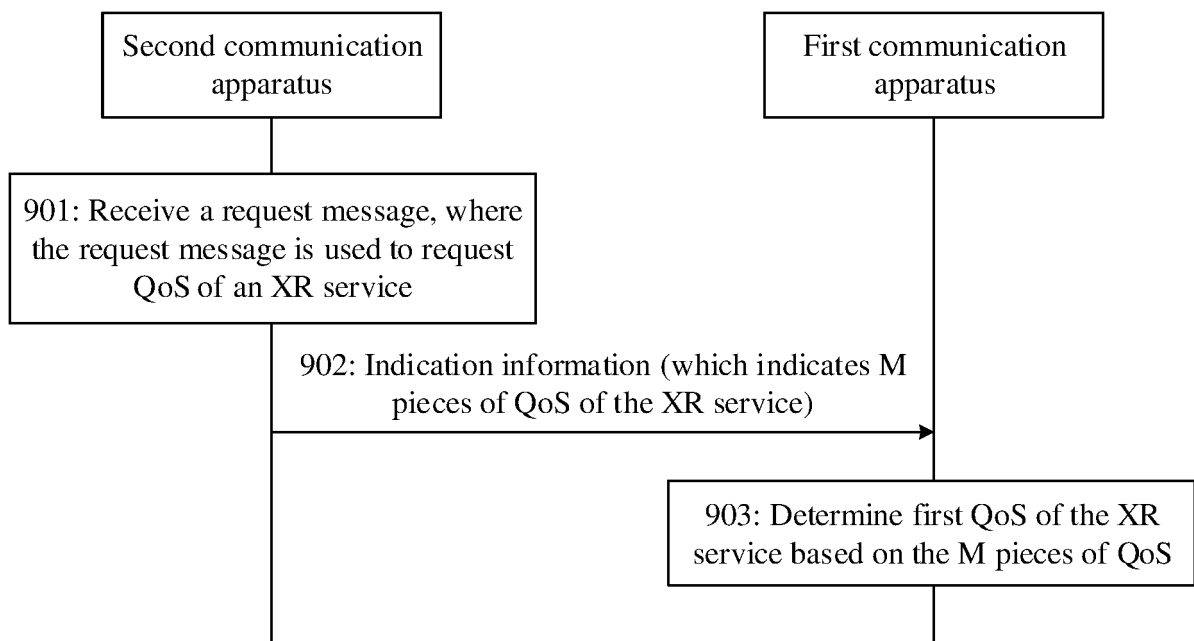 Second communication
apparatus
First communication
apparatus
901: Receive a request message, where
the request message is used to request
QoS of an XR service
902: Indication information (which indicates M
pieces of QoS of the XR service)
903: Determine first QoS of the XR
service based on the M pieces of QoS